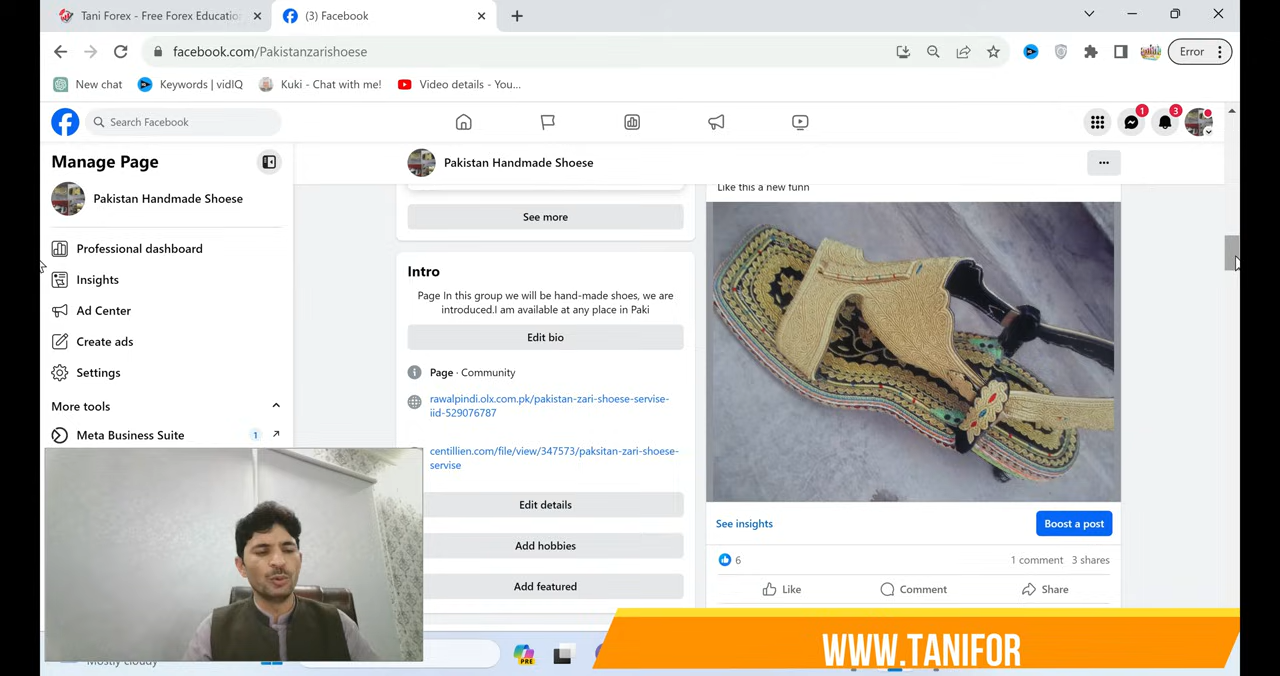 Tani Forex - Free Forex Educatio
(3) Facebook
facebook.com/Pakistanzarishoese
Error
New chat
Keywords | vidIQ
Kuki - Chat with me!
Video details - You...
Search Facebook
1
3
Manage Page
Pakistan Handmade Shoese
Professional dashboard
Insights
Ad Center
Create ads
Settings
More tools
Meta Business Suite
1
Pakistan Handmade Shoese
See more
Intro
Page In this group we will be hand-made shoes, we are
introduced.I am available at any place in Paki
Edit bio
Page · Community
rawalpindi.olx.com.pk/pakistan-zari-shoese-servise-
iid-529076787
centillien.com/file/view/347573/paksitan-zari-shoese-
servise
Edit details
Add hobbies
Add featured
Like this a new funn
See insights
Boost a post
6
1 comment 3 shares
Like
Comment
Share
Mostly cloudy
PRE
WWW.TANIFOR